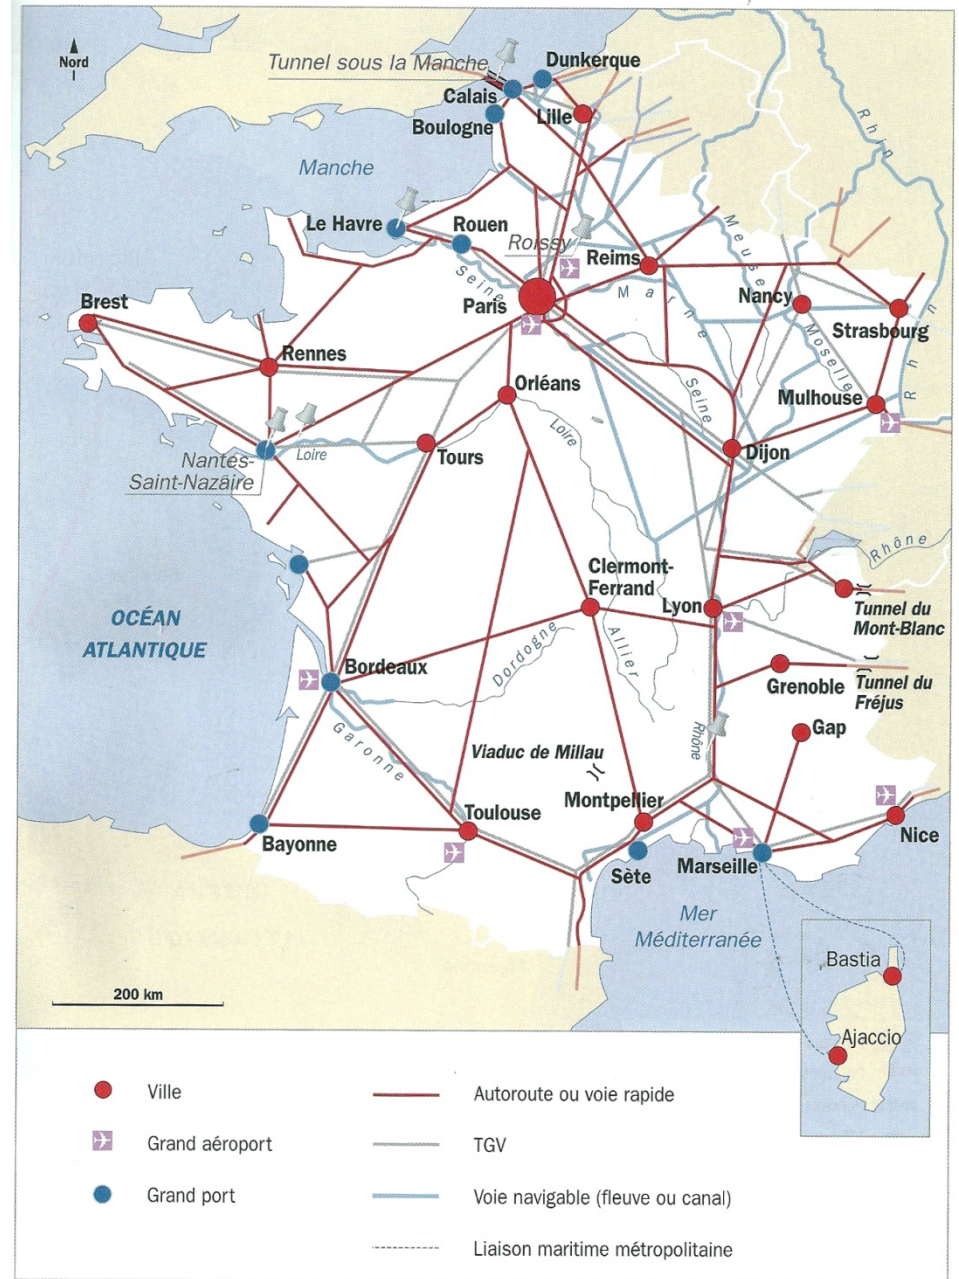 Nord
Tunnel sous la Manche
Dunkerque
Calais
Boulogne
Lille
Rhin
Manche
Le Havre
Rouen
Roissy
Reims
Meuse
Seine
Marne
Paris
Nancy
Strasbourg
Brest
Rennes
Moselle
Rhin
Orléans
Seine
Mulhouse
Loire
Nantes-
Saint-Nazaire
Loire
Tours
Dijon
Rhône
OCÉAN
ATLANTIQUE
Clermont-
Ferrand
Lyon
Tunnel du
Mont-Blanc
Allier
Dordogne
Bordeaux
Grenoble
Tunnel du
Fréjus
Garonne
Rhône
Gap
Viaduc de Millau
Montpellier
Toulouse
Bayonne
Nice
Sète
Marseille
Mer
Méditerranée
Bastia
Ajaccio
200 km
Ville
Autoroute ou voie rapide
Grand aéroport
TGV
Grand port
Voie navigable (fleuve ou canal)
Liaison maritime métropolitaine